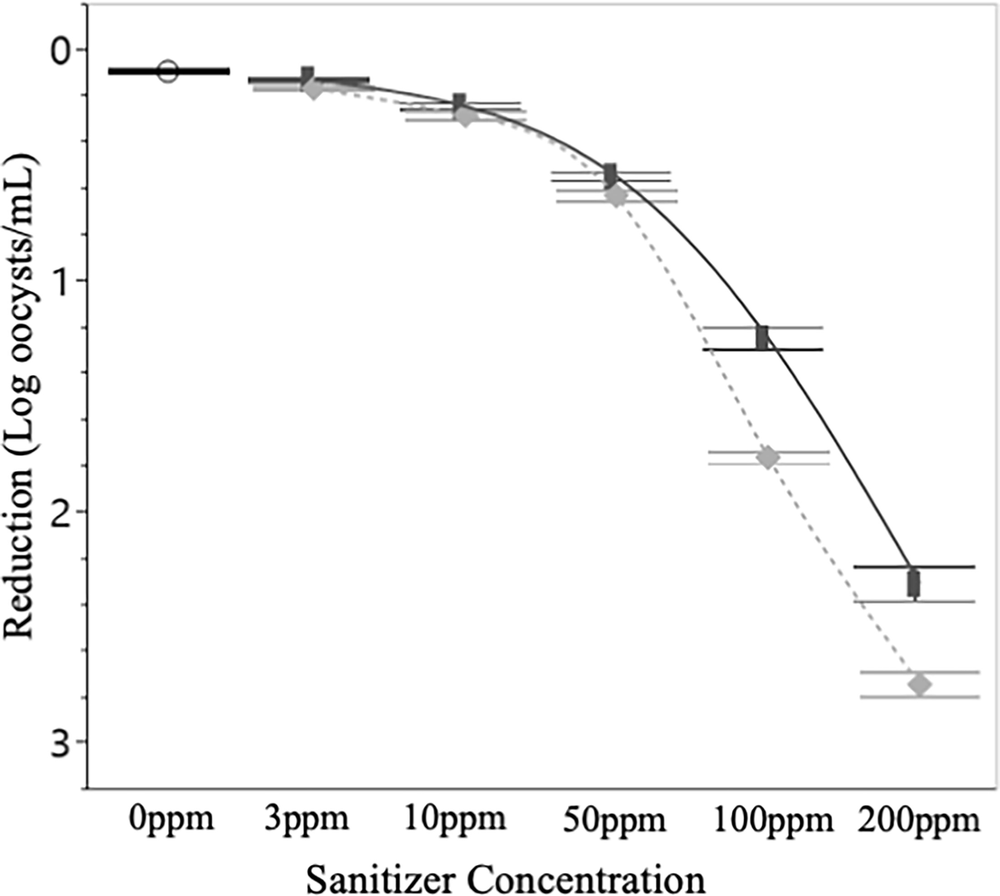 Reduction (Log oocysts/mL)
0
1
2
3
0ppm 3ppm 10ppm 50ppm 100ppm 200ppm
Sanitizer Concentration